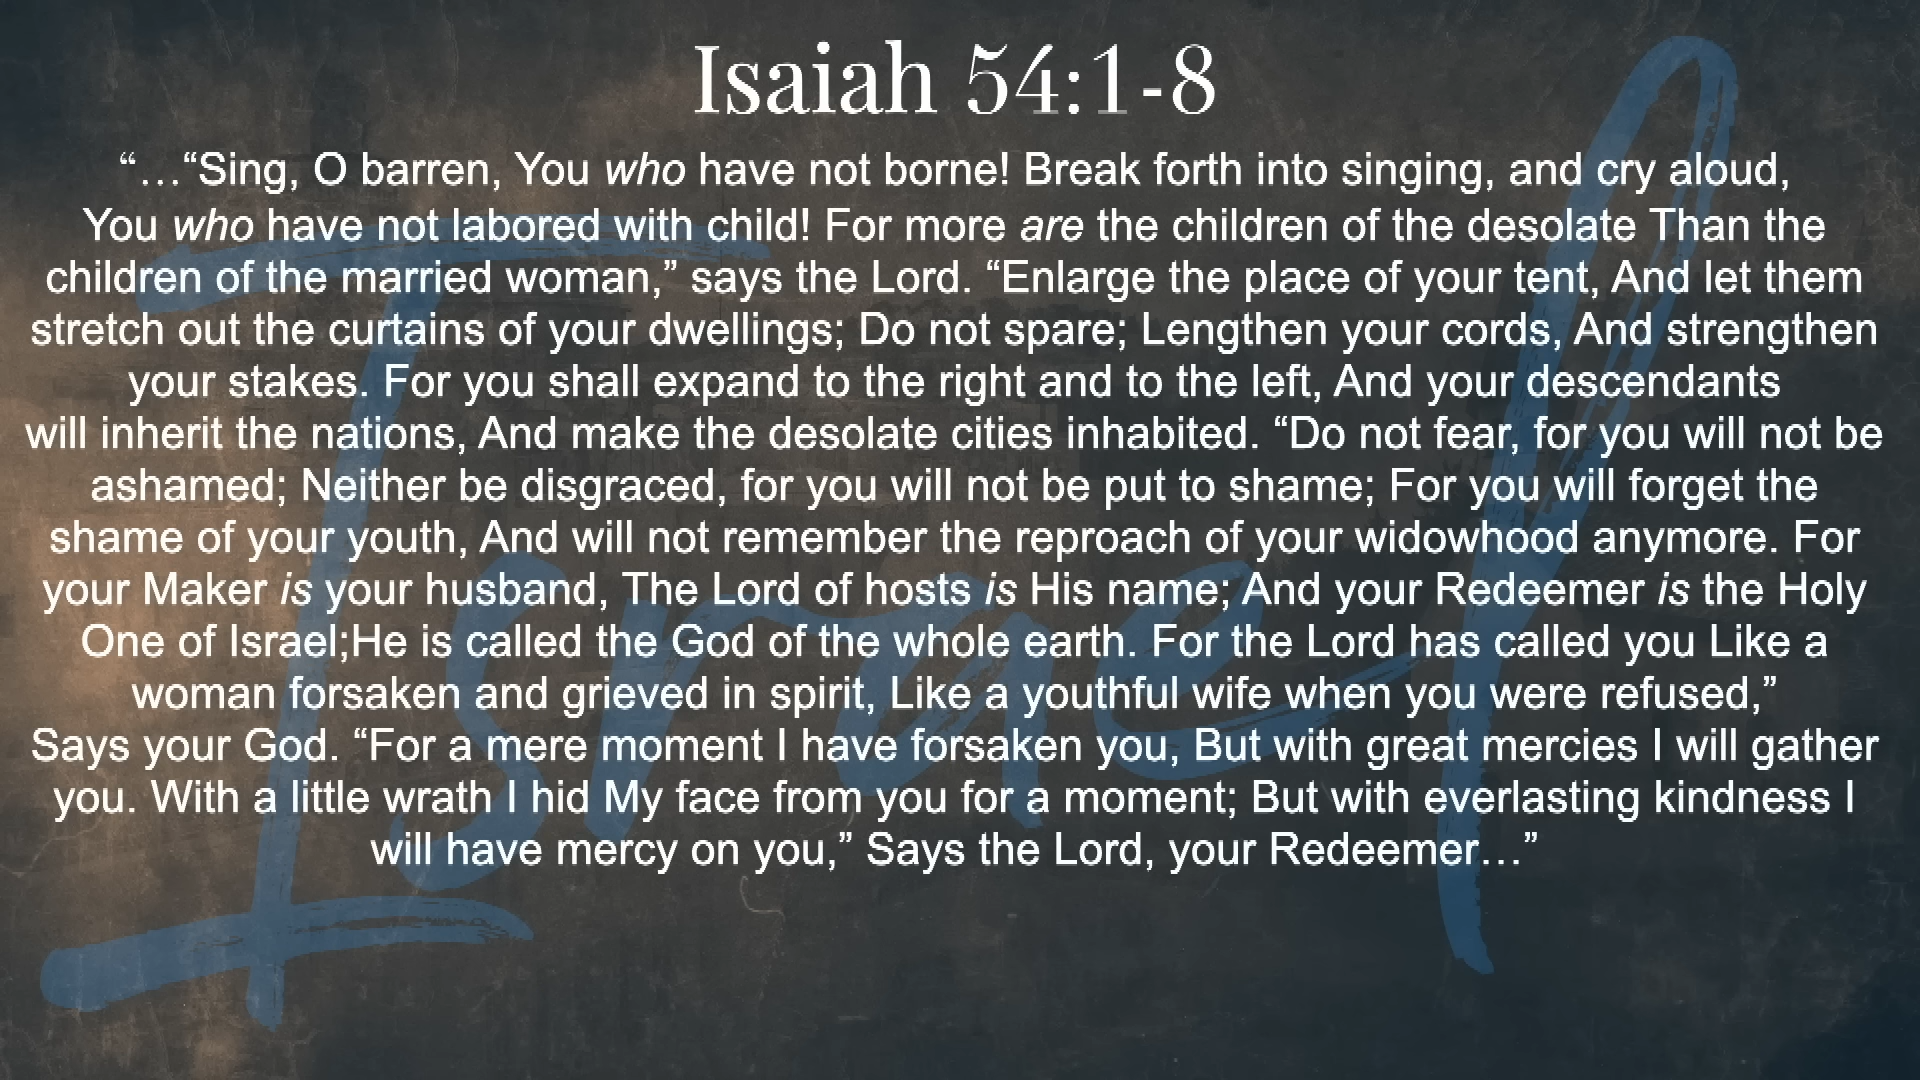 Isaiah 54:1-8
“…“Sing, O barren, You who have not borne! Break forth into singing, and cry aloud,
You who have not labored with child! For more are the children of the desolate Than the
children of the married woman,” says the Lord. “Enlarge the place of your tent, And let them
stretch out the curtains of your dwellings; Do not spare; Lengthen your cords, And strengthen
your stakes. For you shall expand to the right and to the left, And your descendants
will inherit the nations, And make the desolate cities inhabited. “Do not fear, for you will not be
ashamed; Neither be disgraced, for you will not be put to shame; For you will forget the
shame of your youth, And will not remember the reproach of your widowhood anymore. For
your Maker is your husband, The Lord of hosts is His name; And your Redeemer is the Holy
One of Israel;He is called the God of the whole earth. For the Lord has called you Like a
woman forsaken and grieved in spirit, Like a youthful wife when you were refused,”
Says your God. “For a mere moment I have forsaken you, But with great mercies I will gather
you. With a little wrath I hid My face from you for a moment; But with everlasting kindness I
will have mercy on you,” Says the Lord, your Redeemer…”
Israel